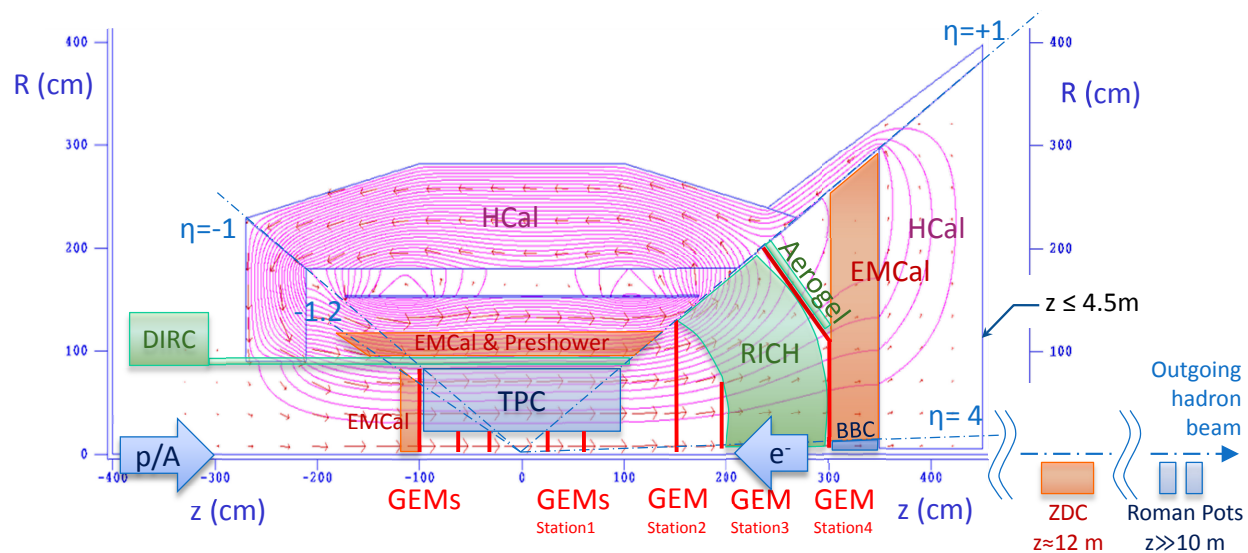 400
R (cm)
300
200
100
0
η=+1
400
R (cm)
300
200
100
η=-1
-1.2
HCal
HCal
EMCal
Aerogel
z ≤ 4.5m
DIRC
EMCal & Preshower
RICH
TPC
EMCal
BBC
η= 4
Outgoing
hadron
beam
p/A
e-
-400
-300
-200
-100
0
100
200
300
400
z (cm)
GEMs
GEMs
Station1
GEM
Station2
GEM
Station3
GEM
Station4
z (cm)
ZDC
z≈12 m
Roman Pots
z≫10 m